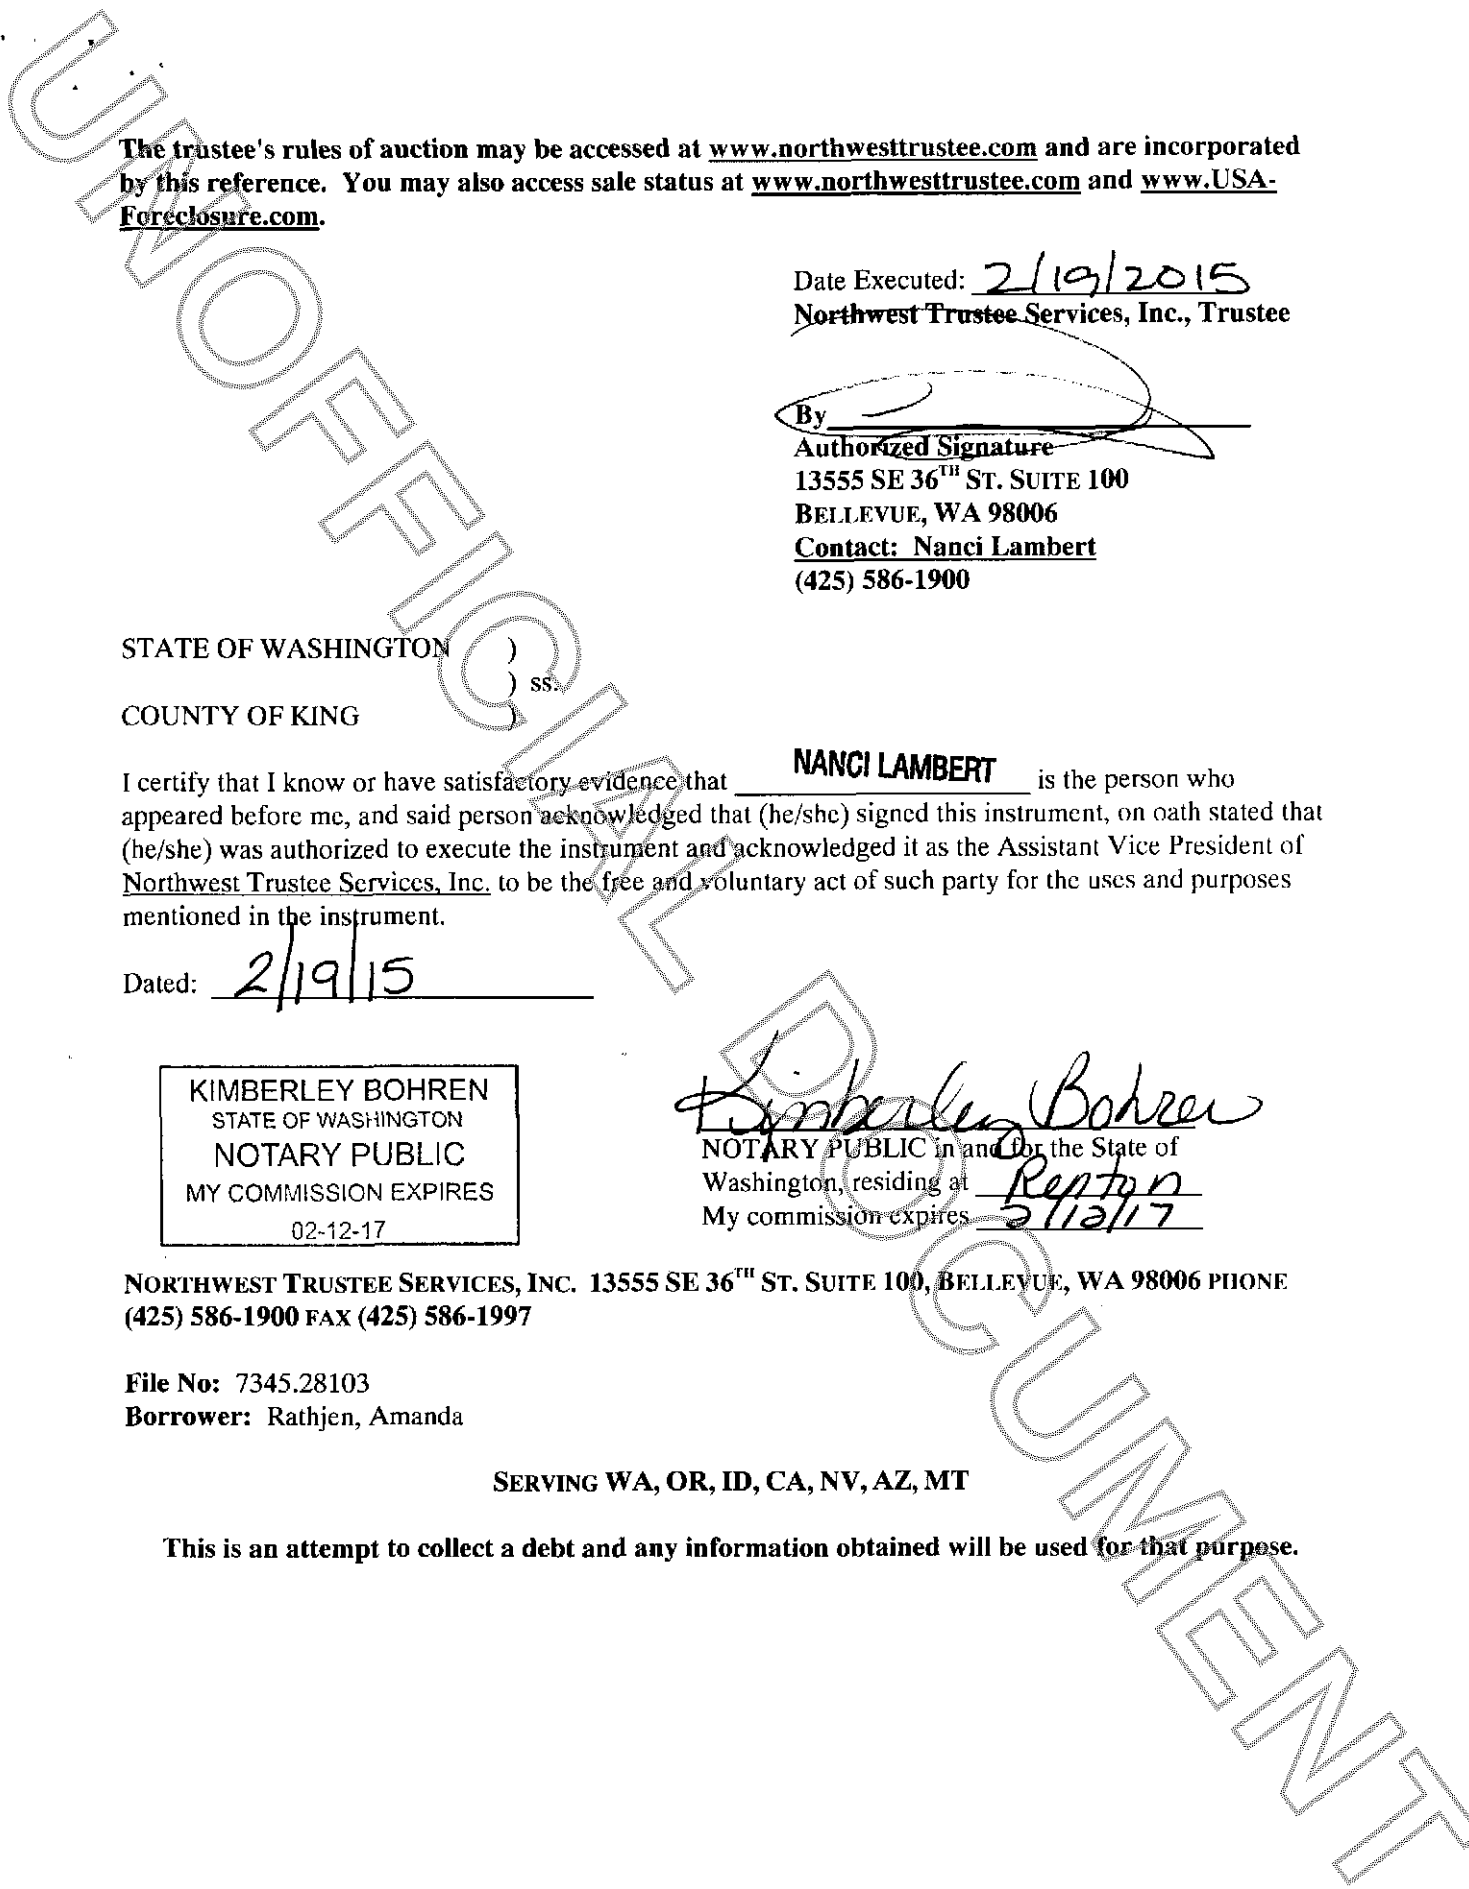 The trustee's rules of auction may be accessed at www.northwesttrustee.com and are incorporated
by this reference. You may also access sale status at www.northwesttrustee.com and www.USA-
Foreclosure.com.
Date Executed: 2/19/2015
Northwest Trustee Services, Inc., Trustee
By
Authorized Signature
13555 SE 36TH ST. SUITE 100
BELLEVUE, WA 98006
Contact: Nanci Lambert
(425) 586-1900
STATE OF WASHINGTON )
) ss.
COUNTY OF KING )
I certify that I know or have satisfactory evidence that NANCI LAMBERT is the person who
appeared before me, and said person acknowledged that (he/she) signed this instrument, on oath stated that
(he/she) was authorized to execute the instrument and acknowledged it as the Assistant Vice President of
Northwest Trustee Services, Inc. to be the free and voluntary act of such party for the uses and purposes
mentioned in the instrument.
Dated: 2/19/15
KIMBERLEY BOHREN
STATE OF WASHINGTON
NOTARY PUBLIC
MY COMMISSION EXPIRES
02-12-17
Kimberley Bohren
NOTARY PUBLIC in and for the State of
Washington, residing at Renton
My commission expires 2/12/17
NORTHWEST TRUSTEE SERVICES, INC. 13555 SE 36TH ST. SUITE 100, BELLEVUE, WA 98006 PHONE
(425) 586-1900 FAX (425) 586-1997
File No: 7345.28103
Borrower: Rathjen, Amanda
SERVING WA, OR, ID, CA, NV, AZ, MT
This is an attempt to collect a debt and any information obtained will be used for that purpose.
UNOFFICIAL DOCUMENT